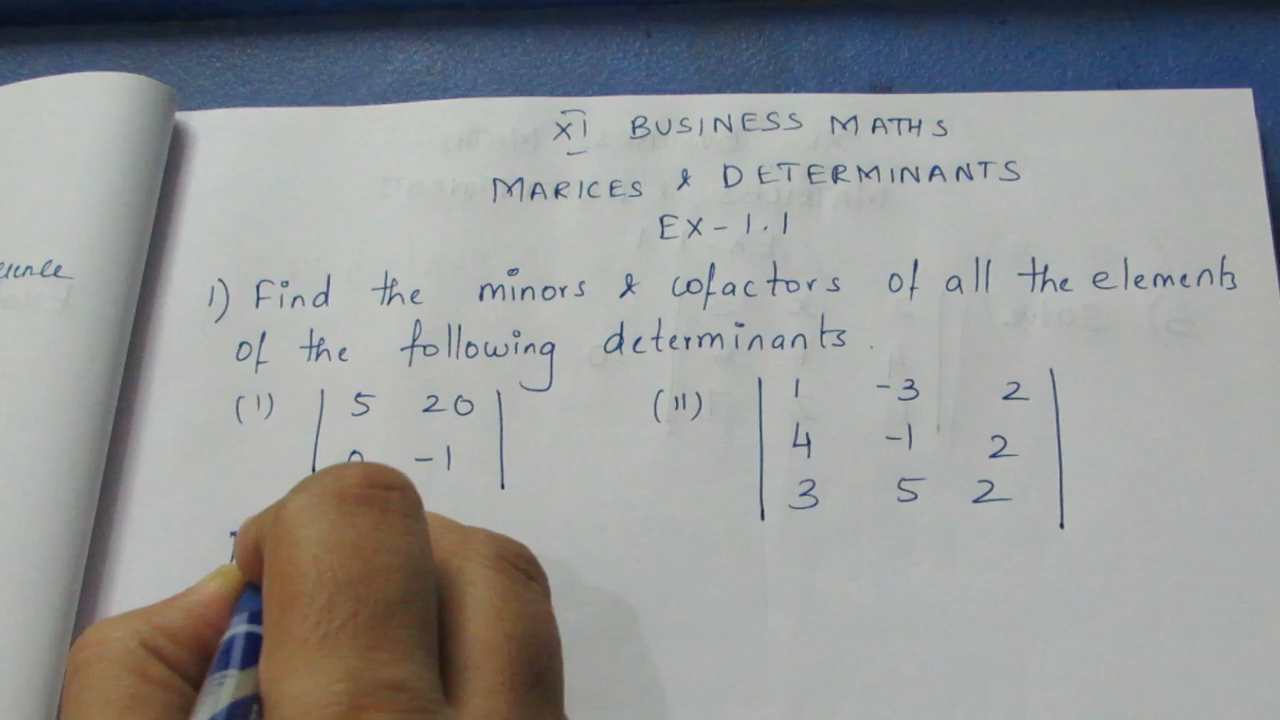 XI BUSINESS MATHS
MARICES & DETERMINANTS
EX-1.1
1) Find the minors & cofactors of all the elements
of the following determinants.
(i) | 5 20 | (ii) | 1 -3 2 |
| 0 -1 | | 4 -1 2 |
| 3 5 2 |